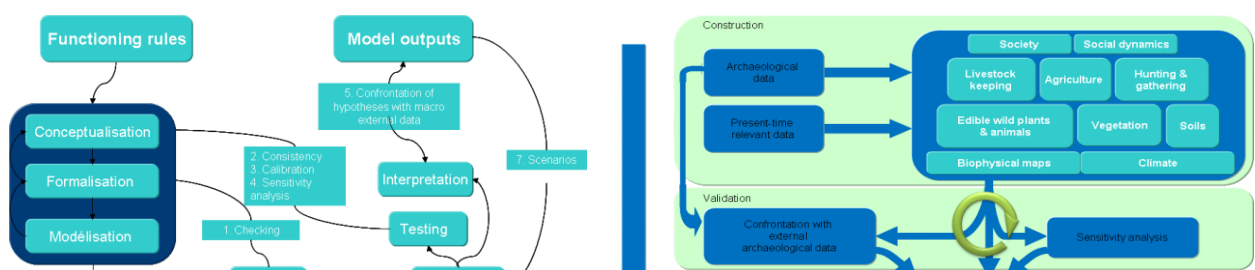 Functioning rules
Model outputs
5. Confrontation of
hypotheses with macro
external data
Conceptualisation
2. Consistency
3. Calibration
4. Sensitivity
analysis
7. Scenarios
Formalisation
Interpretation
Modélisation
1. Checking
Testing
Construction
Archaeological
data
Present-time
relevant data
Society
Social dynamics
Livestock
keeping
Agriculture
Hunting &
gathering
Edible wild plants
& animals
Vegetation
Soils
Biophysical maps
Climate
Validation
Confrontation with
external
archaeological data
Sensitivity analysis